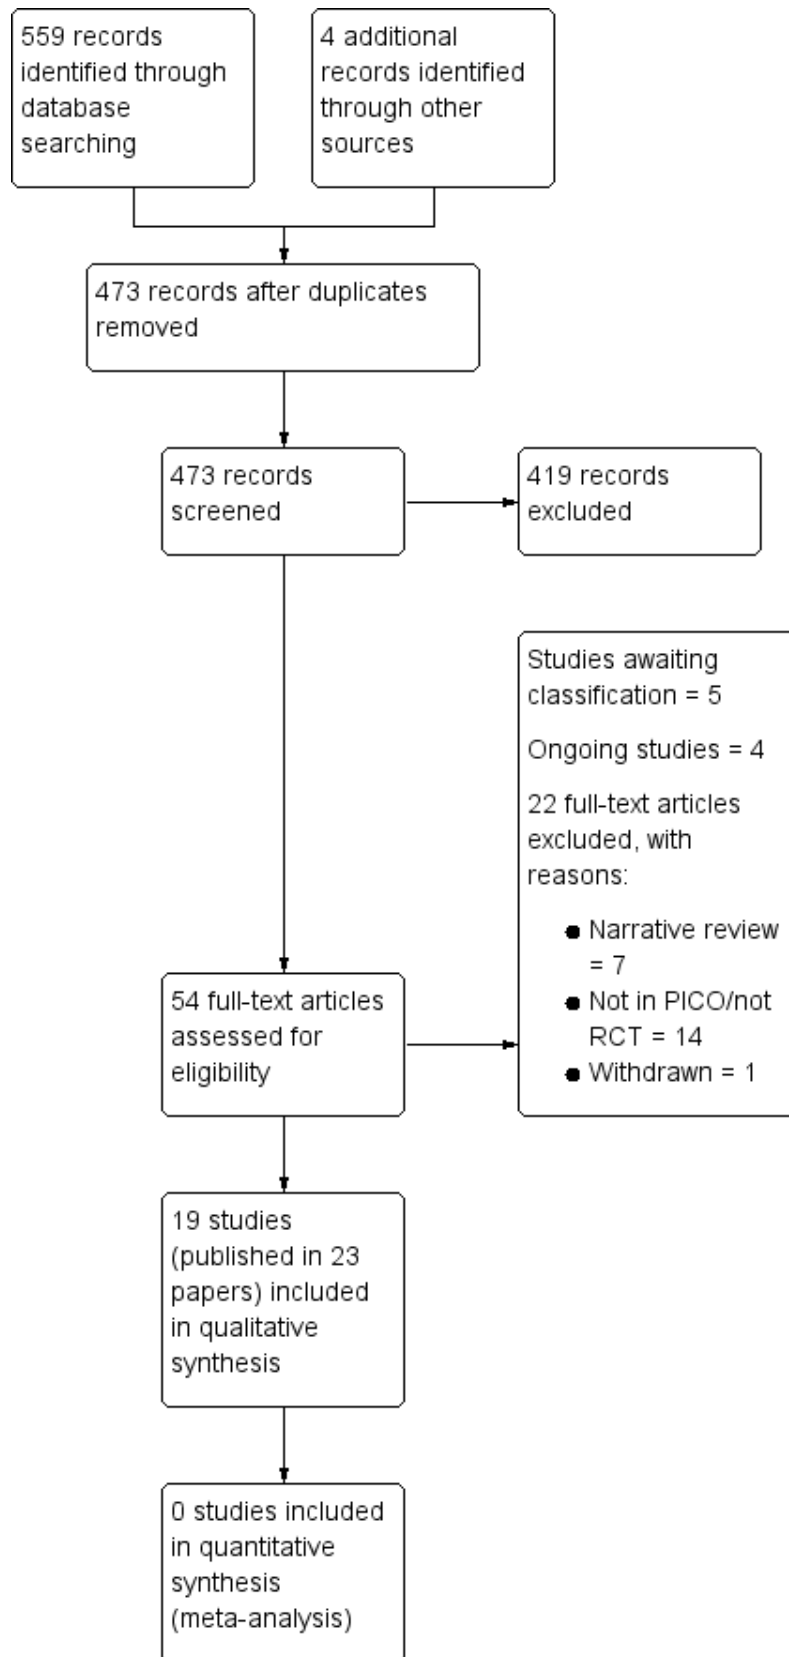 559 records
identified through
database
searching
4 additional
records identified
through other
sources
473 records after duplicates
removed
473 records
screened
419 records
excluded
Studies awaiting
classification = 5
Ongoing studies = 4
22 full-text articles
excluded, with
reasons:
● Narrative review
= 7
● Not in PICO/not
RCT = 14
● Withdrawn = 1
54 full-text articles
assessed for
eligibility
19 studies
(published in 23
papers) included
in qualitative
synthesis
0 studies included
in quantitative
synthesis
(meta-analysis)